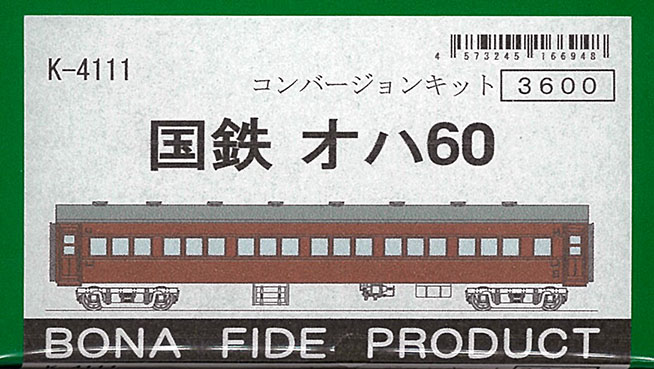 K-4111
4 573245 166948
コンバージョンキット 3600
国鉄 オハ60
BONA FIDE PRODUCT
K-4111